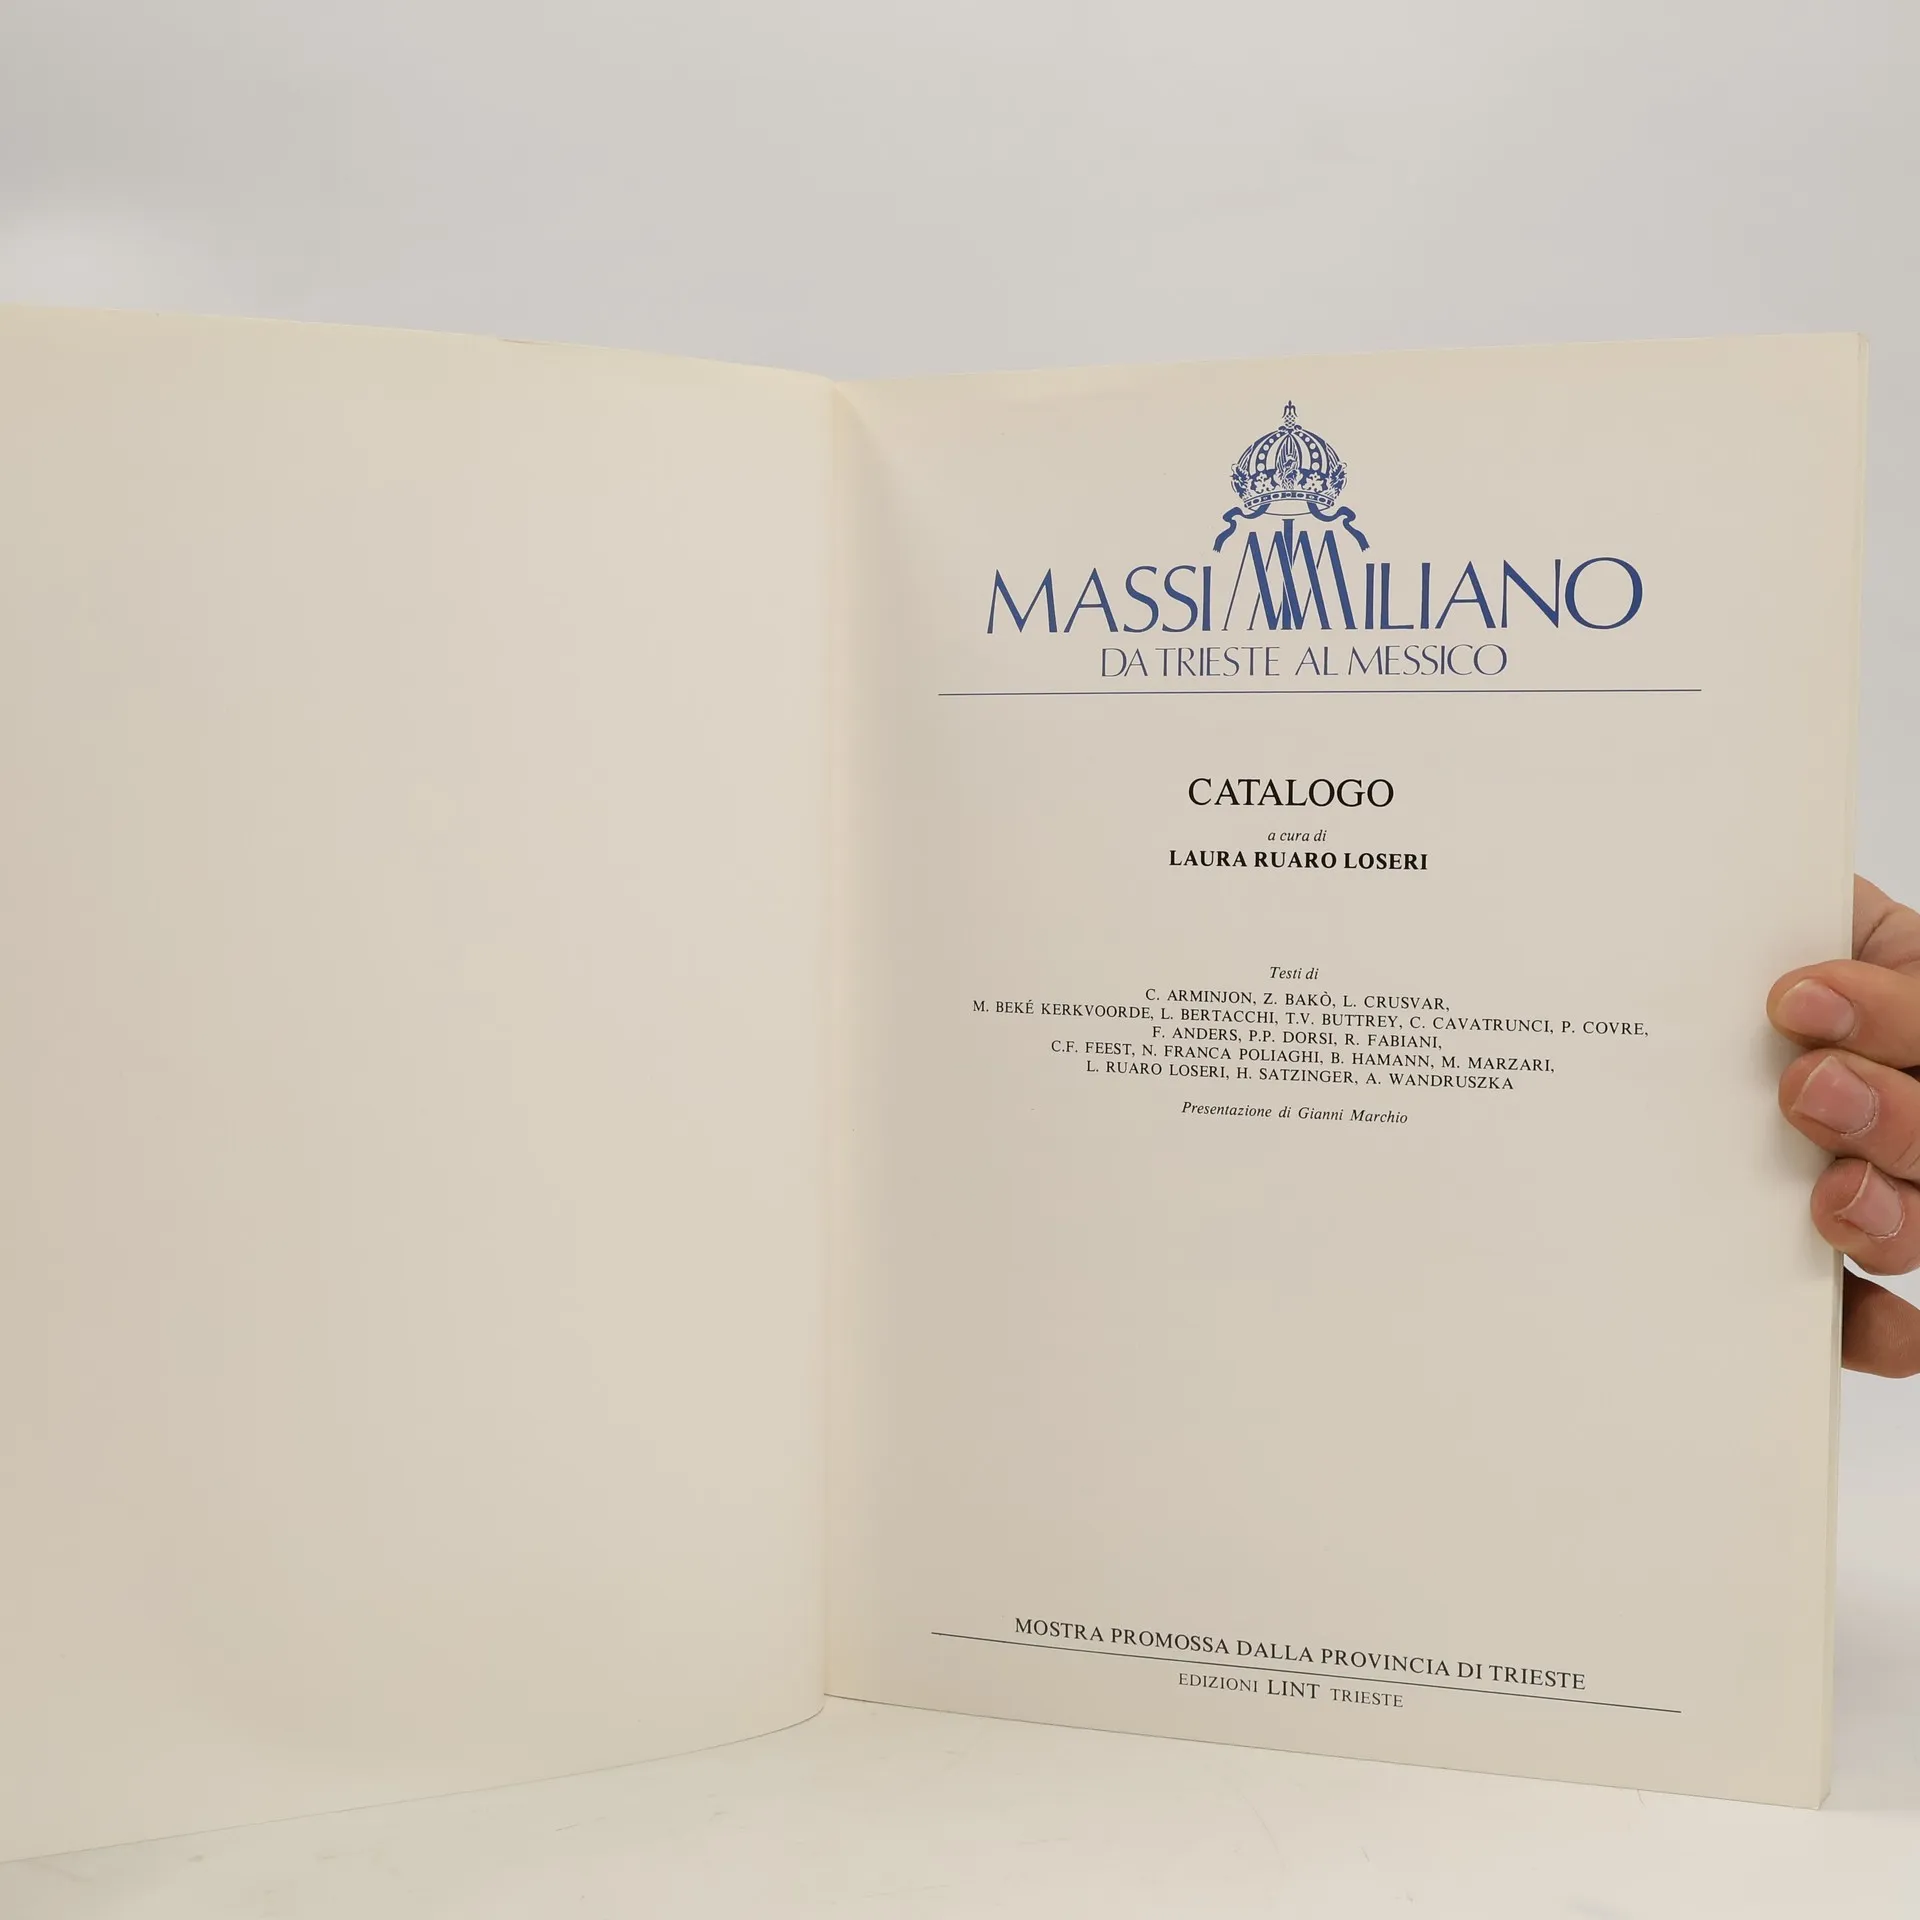 MASSIMILIANO
DA TRIESTE AL MESSICO
CATALOGO
a cura di
LAURA RUARO LOSERI
Testi di
C. ARMINJON, Z. BAKÒ, L. CRUSVAR,
M. BEKÉ KERKVOORDE, L. BERTACCHI, T.V. BUTTREY, C. CAVATRUNCI, P. COVRE,
F. ANDERS, P.P. DORSI, R. FABIANI,
C.F. FEEST, N. FRANCA POLIAGHI, B. HAMANN, M. MARZARI,
L. RUARO LOSERI, H. SATZINGER, A. WANDRUSZKA
Presentazione di Gianni Marchio
MOSTRA PROMOSSA DALLA PROVINCIA DI TRIESTE
EDIZIONI LINT TRIESTE